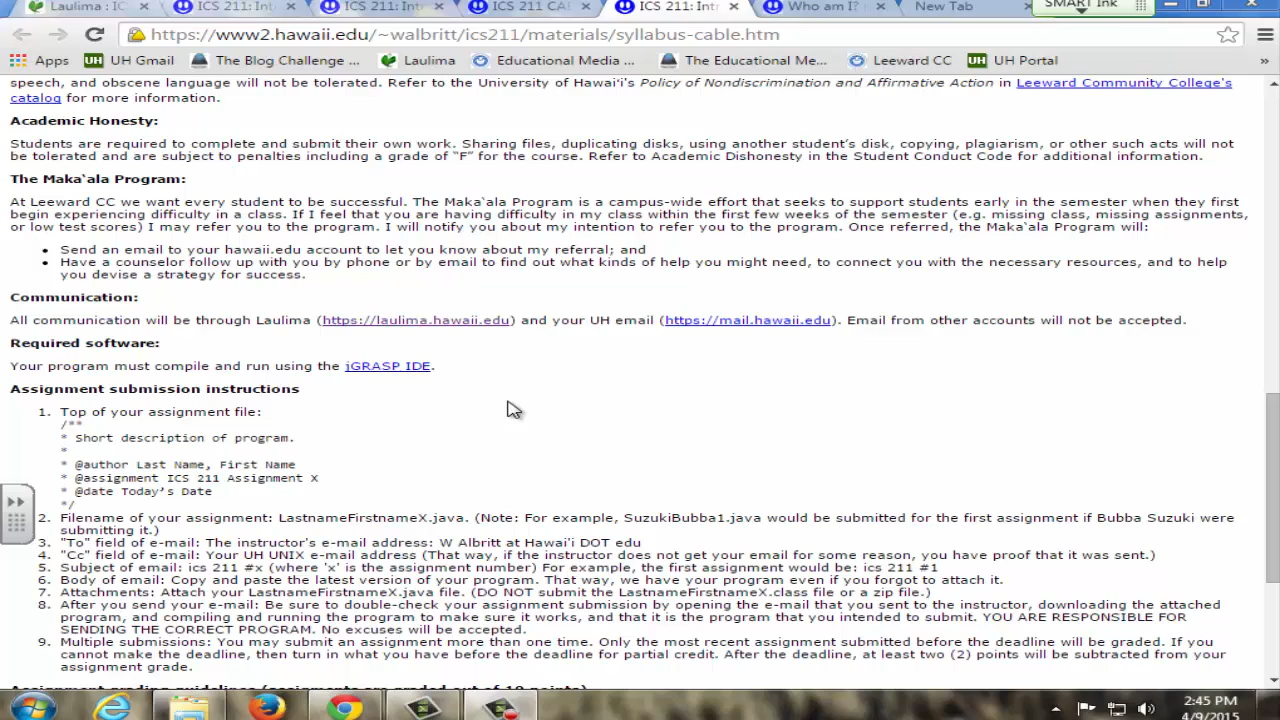 Laulima : IC
ICS 211: Intr
ICS 211: Intr
ICS 211 CAB
ICS 211: Intr
Who am I?
New Tab
SMART Ink
https://www2.hawaii.edu/~walbritt/ics211/materials/syllabus-cable.htm
Apps UH Gmail The Blog Challenge ... Laulima Educational Media ... The Educational Me... Leeward CC UH Portal »
speech, and obscene language will not be tolerated. Refer to the University of Hawai'i's Policy of Nondiscrimination and Affirmative Action in Leeward Community College's
catalog for more information.
Academic Honesty:
Students are required to complete and submit their own work. Sharing files, duplicating disks, using another student's disk, copying, plagiarism, or other such acts will not
be tolerated and are subject to penalties including a grade of "F" for the course. Refer to Academic Dishonesty in the Student Conduct Code for additional information.
The Maka`ala Program:
At Leeward CC we want every student to be successful. The Maka`ala Program is a campus-wide effort that seeks to support students early in the semester when they first
begin experiencing difficulty in a class. If I feel that you are having difficulty in my class within the first few weeks of the semester (e.g. missing class, missing assignments,
or low test scores) I may refer you to the program. I will notify you about my intention to refer you to the program. Once referred, the Maka`ala Program will:
• Send an email to your hawaii.edu account to let you know about my referral; and
• Have a counselor follow up with you by phone or by email to find out what kinds of help you might need, to connect you with the necessary resources, and to help
you devise a strategy for success.
Communication:
All communication will be through Laulima (https://laulima.hawaii.edu) and your UH email (https://mail.hawaii.edu). Email from other accounts will not be accepted.
Required software:
Your program must compile and run using the jGRASP IDE.
Assignment submission instructions
1. Top of your assignment file:
/**
* Short description of program.
*
* @author Last Name, First Name
* @assignment ICS 211 Assignment X
* @date Today's Date
*/
2. Filename of your assignment: LastnameFirstnameX.java. (Note: For example, SuzukiBubba1.java would be submitted for the first assignment if Bubba Suzuki were
submitting it.)
3. "To" field of e-mail: The instructor's e-mail address: W Albritt at Hawai'i DOT edu
4. "Cc" field of e-mail: Your UH UNIX e-mail address (That way, if the instructor does not get your email for some reason, you have proof that it was sent.)
5. Subject of email: ics 211 #x (where 'x' is the assignment number) For example, the first assignment would be: ics 211 #1
6. Body of email: Copy and paste the latest version of your program. That way, we have your program even if you forgot to attach it.
7. Attachments: Attach your LastnameFirstnameX.java file. (DO NOT submit the LastnameFirstnameX.class file or a zip file.)
8. After you send your e-mail: Be sure to double-check your assignment submission by opening the e-mail that you sent to the instructor, downloading the attached
program, and compiling and running the program to make sure it works, and that it is the program that you intended to submit. YOU ARE RESPONSIBLE FOR
SENDING THE CORRECT PROGRAM. No excuses will be accepted.
9. Multiple submissions: You may submit an assignment more than one time. Only the most recent assignment submitted before the deadline will be graded. If you
cannot make the deadline, then turn in what you have before the deadline for partial credit. After the deadline, at least two (2) points will be subtracted from your
assignment grade.
Assignment grading guidelines (assignments are graded out of 10 points)
2:45 PM
4/9/2015